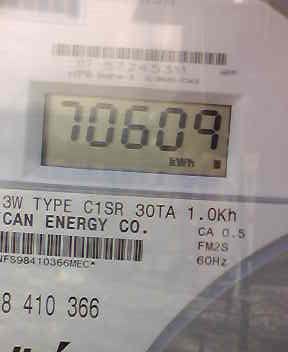 70609
kWh
3W TYPE C1SR 30TA 1.0Kh
CAN ENERGY CO.
CA 0.5
FM2S
NFS98410366MEC*
60Hz
8 410 366